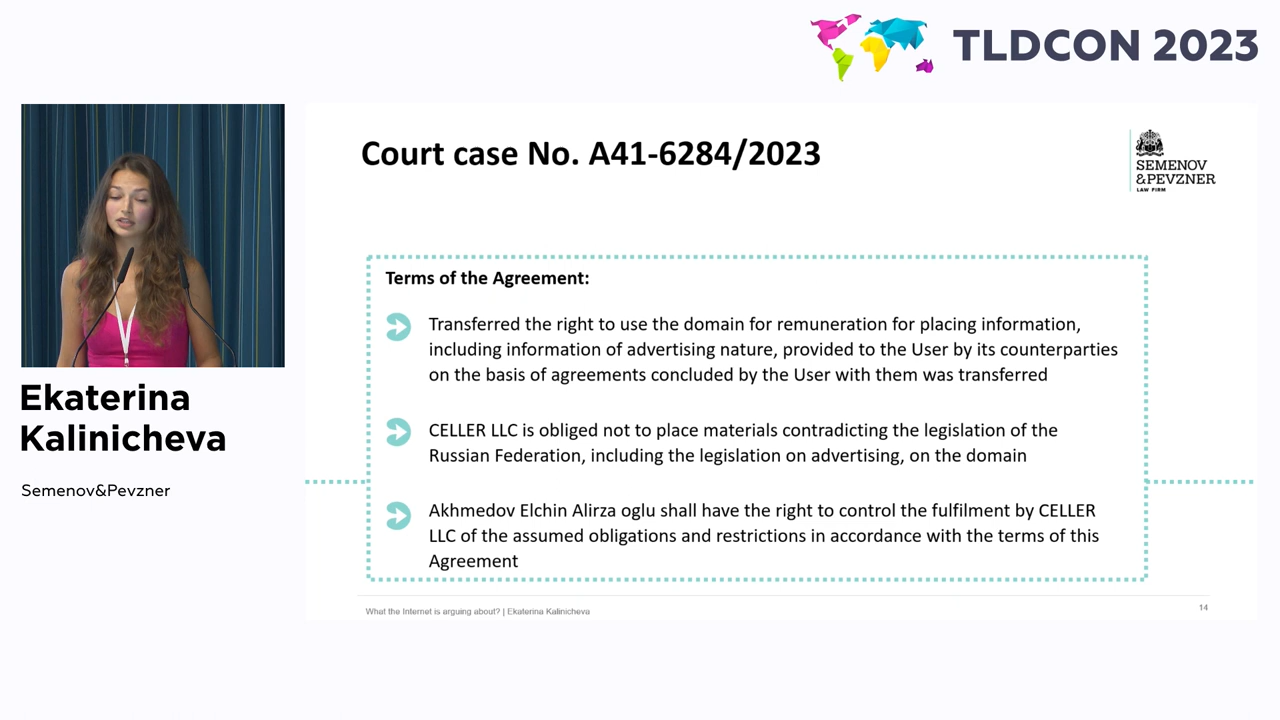 TLDCON 2023
Court case No. A41-6284/2023
SEMENOV
&PEVZNER
LAW FIRM
Terms of the Agreement:
Transferred the right to use the domain for remuneration for placing information,
including information of advertising nature, provided to the User by its counterparties
on the basis of agreements concluded by the User with them was transferred
CELLER LLC is obliged not to place materials contradicting the legislation of the
Russian Federation, including the legislation on advertising, on the domain
Akhmedov Elchin Alirza oglu shall have the right to control the fulfilment by CELLER
LLC of the assumed obligations and restrictions in accordance with the terms of this
Agreement
What the Internet is arguing about? | Ekaterina Kalinicheva
14
Ekaterina
Kalinicheva
Semenov&Pevzner